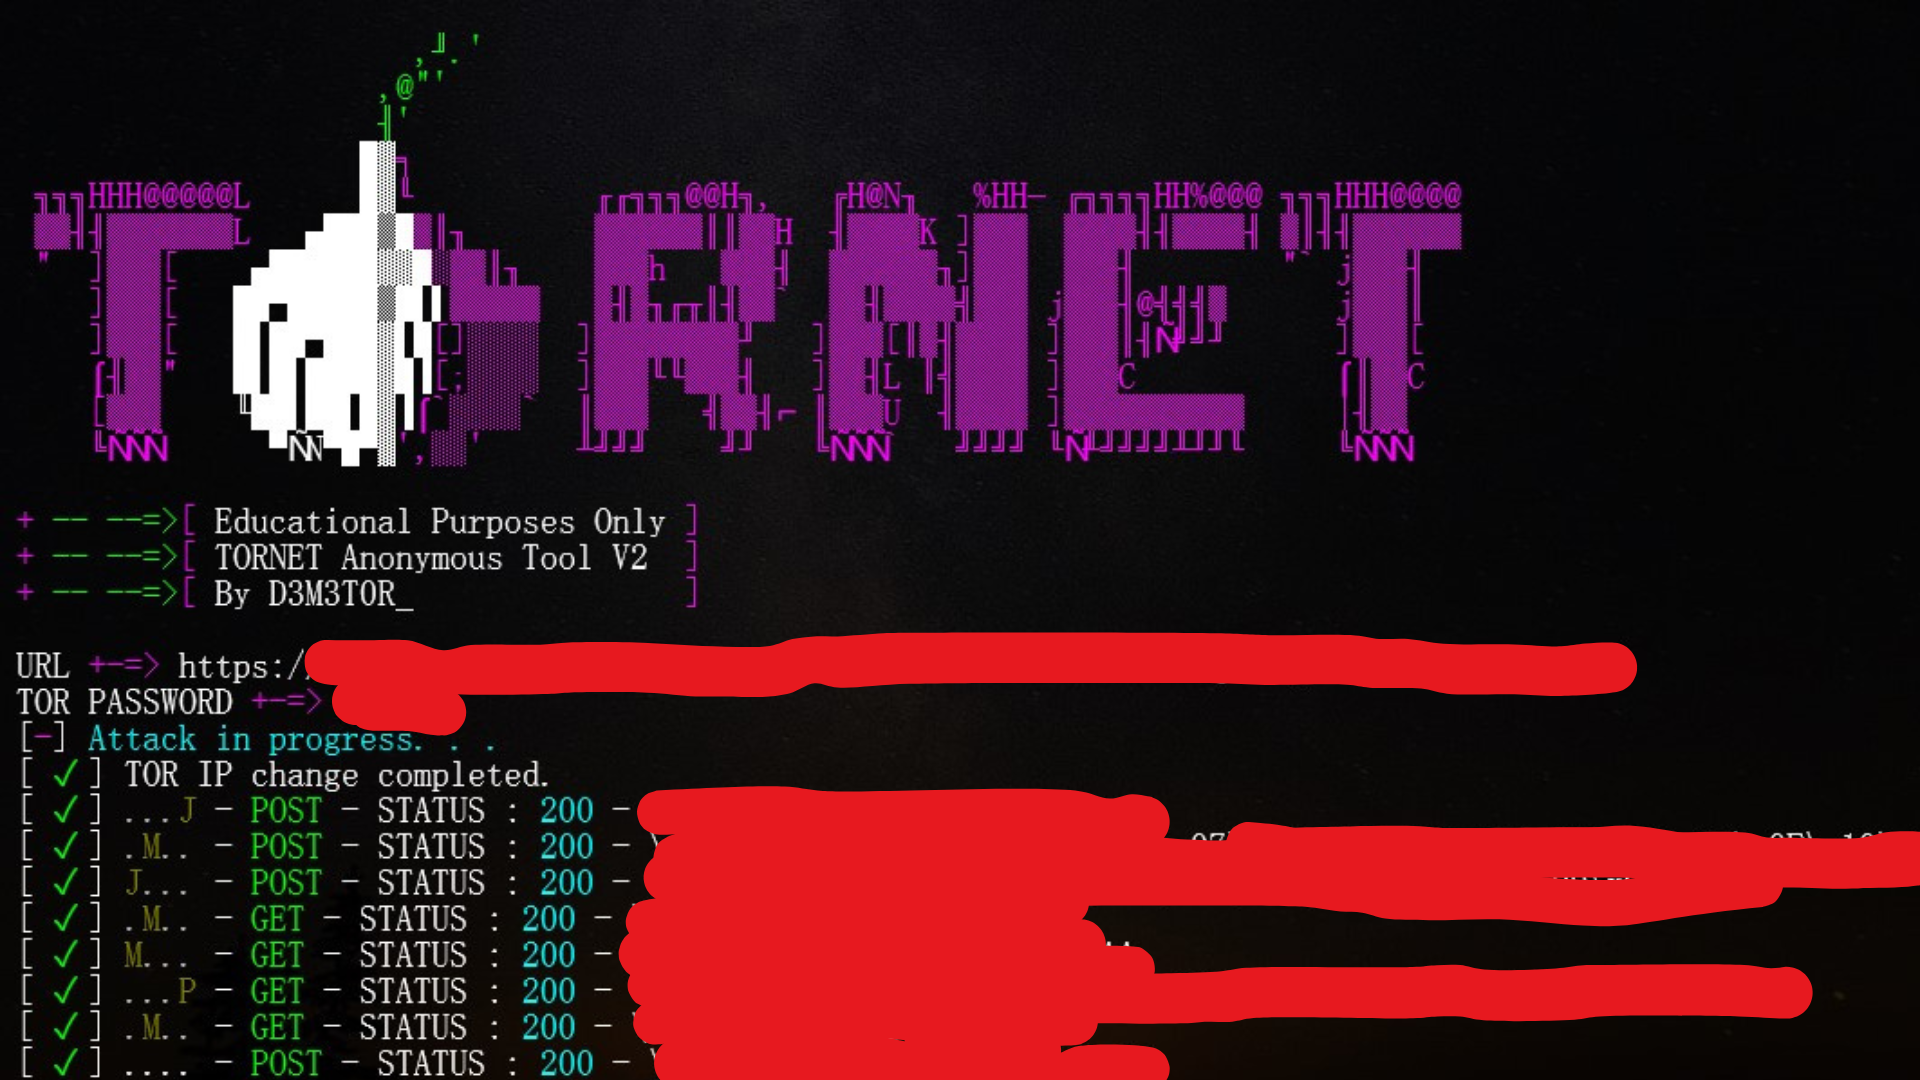 TORNET
+ -- --=>[ Educational Purposes Only ]
+ -- --=>[ TORNET Anonymous Tool V2 ]
+ -- --=>[ By D3M3T0R_ ]
URL +-=> https:/
TOR PASSWORD +-=>
[-] Attack in progress. . .
[ ✓ ] TOR IP change completed.
[ ✓ ] ...J - POST - STATUS : 200 -
[ ✓ ] .M.. - POST - STATUS : 200 - \
[ ✓ ] J... - POST - STATUS : 200 -
[ ✓ ] .M.. - GET - STATUS : 200 -
[ ✓ ] M... - GET - STATUS : 200 -
[ ✓ ] ...P - GET - STATUS : 200 -
[ ✓ ] .M.. - GET - STATUS : 200 - \
[ ✓ ] .... - POST - STATUS : 200 - \